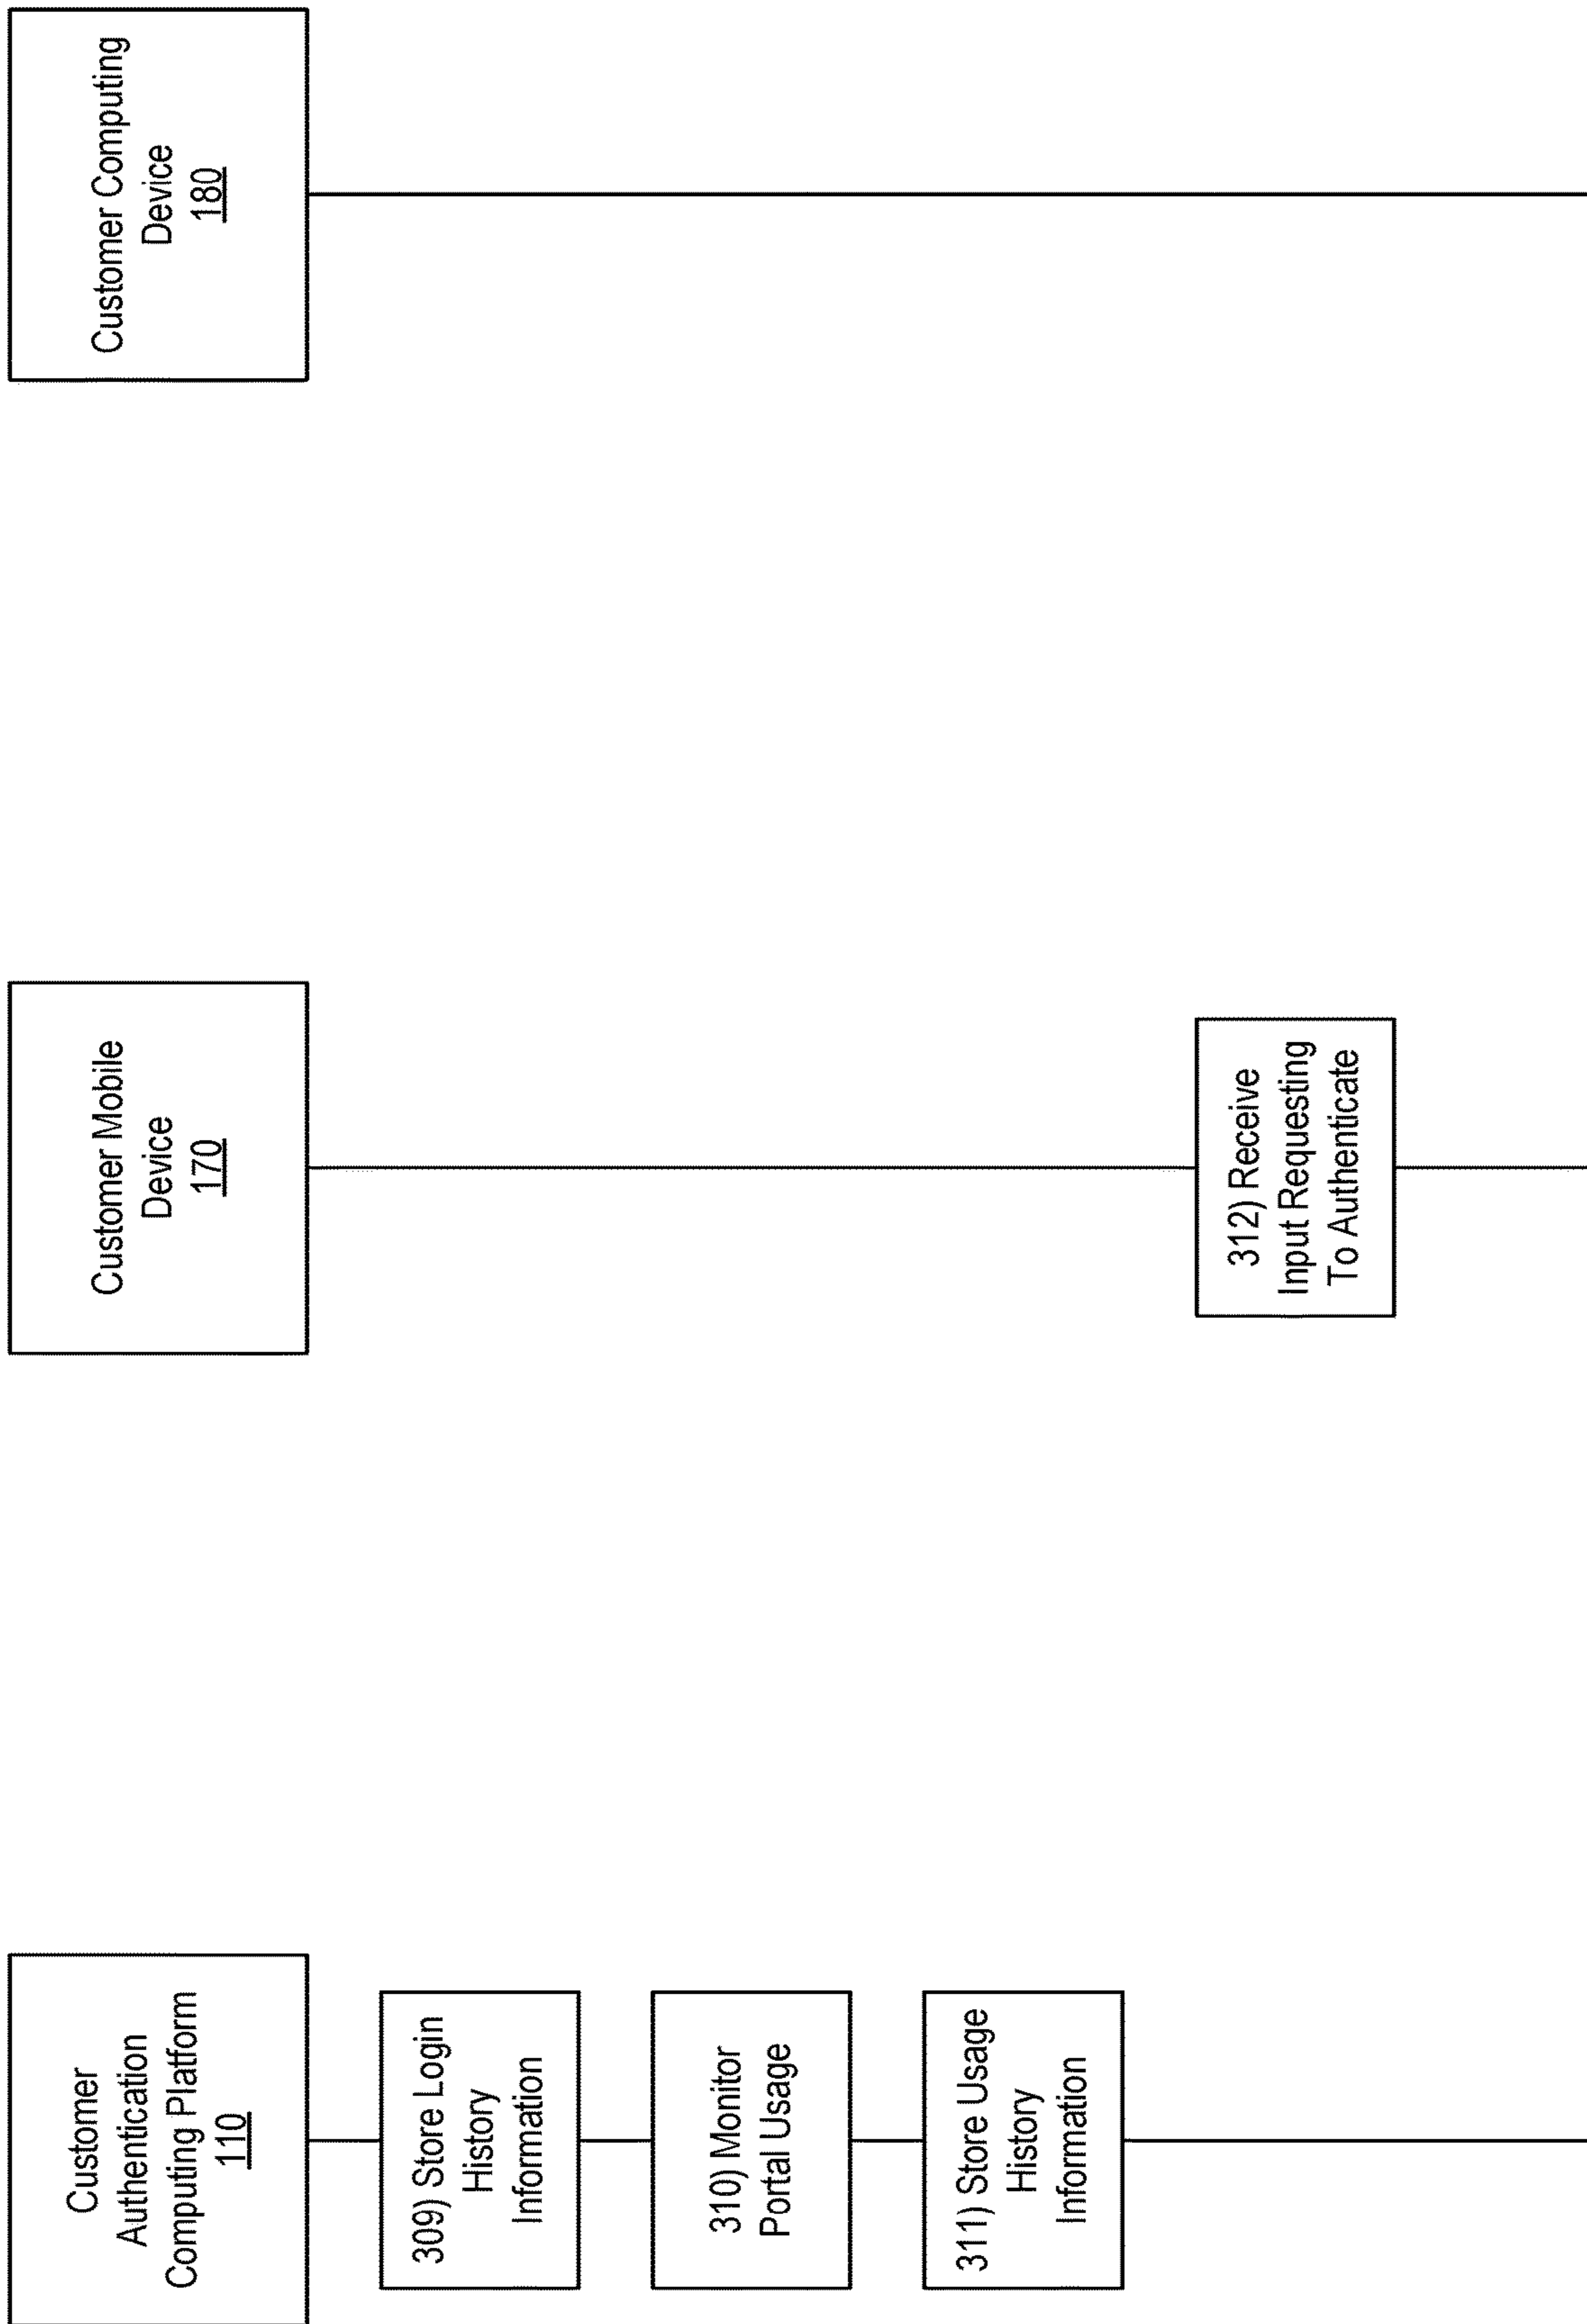 Customer
Authentication
Computing Platform
110
Customer Mobile
Device
170
Customer Computing
Device
180
309) Store Login
History
Information
310) Monitor
Portal Usage
311) Store Usage
History
Information
312) Receive
Input Requesting
To Authenticate